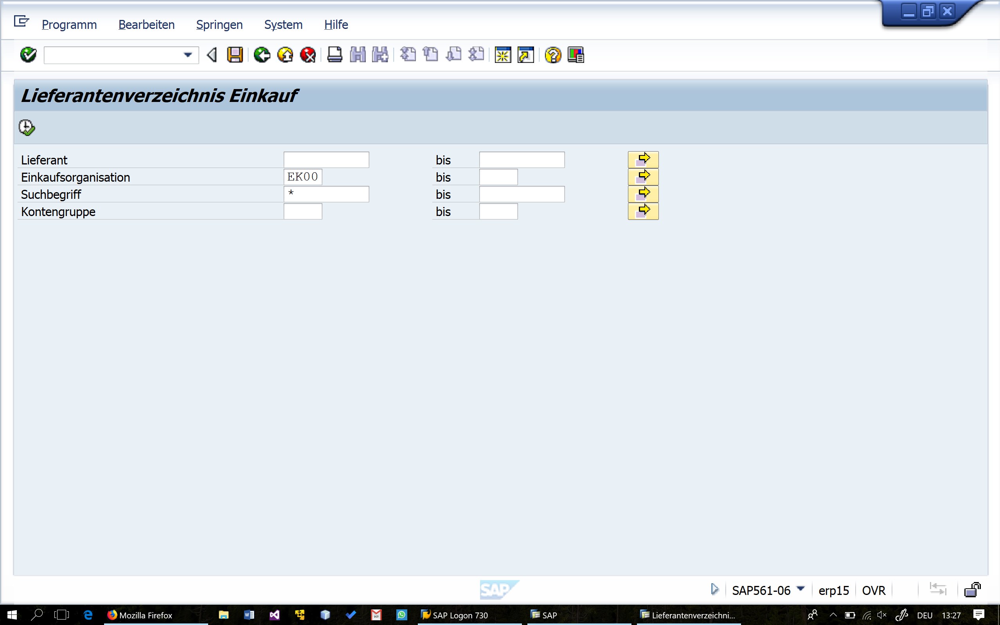 Programm Bearbeiten Springen System Hilfe
Lieferantenverzeichnis Einkauf
Lieferant bis
Einkaufsorganisation EK00 bis
Suchbegriff * bis
Kontengruppe bis
SAP
SAP561-06 erp15 OVR
Mozilla Firefox SAP Logon 730 SAP Lieferantenverzeichni... DEU 13:27